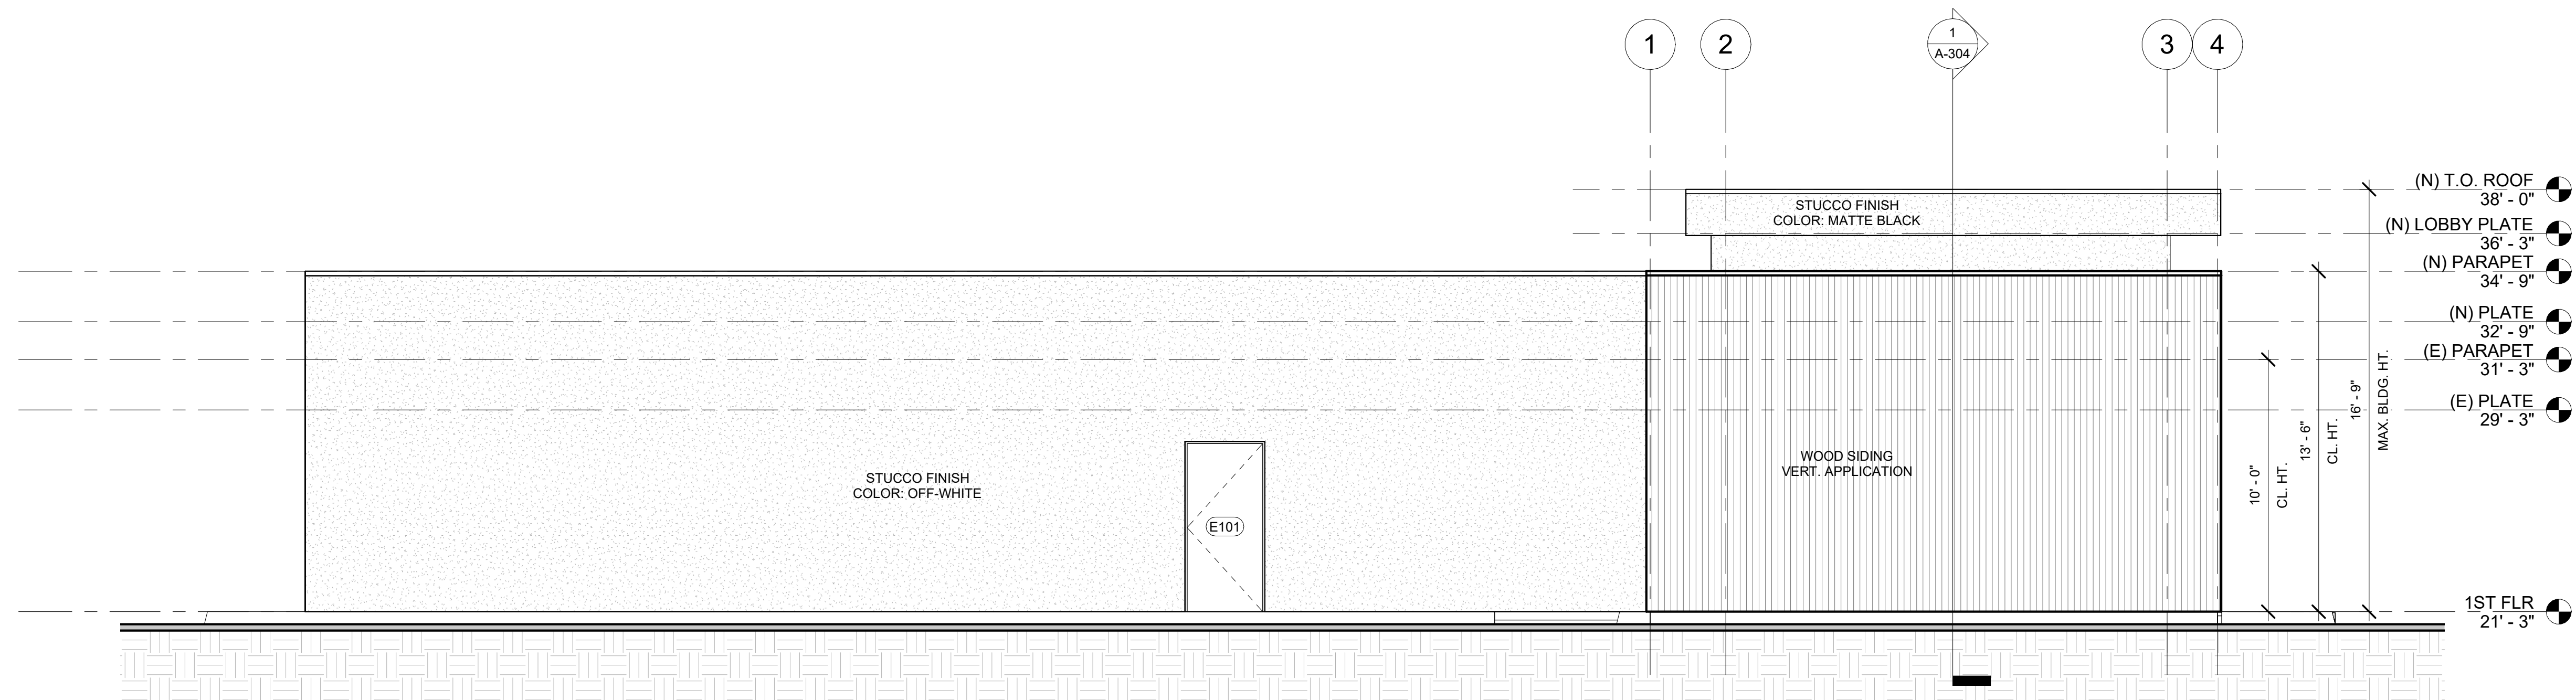 1
2
1
A-304
3
4
(N) T.O. ROOF
38' - 0"
STUCCO FINISH
COLOR: MATTE BLACK
(N) LOBBY PLATE
36' - 3"
(N) PARAPET
34' - 9"
(N) PLATE
32' - 9"
(E) PARAPET
31' - 3"
(E) PLATE
29' - 3"
STUCCO FINISH
COLOR: OFF-WHITE
E101
WOOD SIDING
VERT. APPLICATION
10' - 0"
CL. HT.
13' - 6"
CL. HT.
16' - 9"
MAX. BLDG. HT.
1ST FLR
21' - 3"